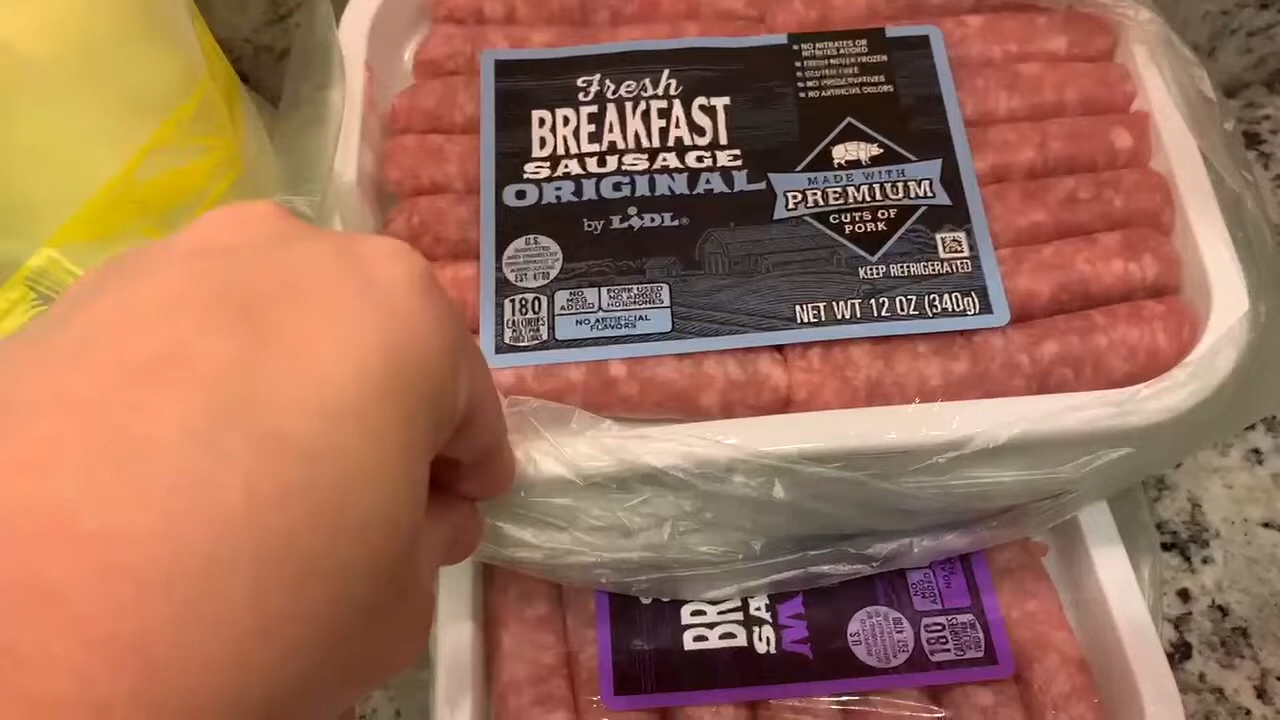 Fresh
BREAKFAST
SAUSAGE
ORIGINAL
by LIDL®
NO NITRATES OR
NITRITES ADDED
FRESH NEVER FROZEN
GLUTEN FREE
NO PRESERVATIVES
NO ARTIFICIAL COLORS
MADE WITH
PREMIUM
CUTS OF
PORK
KEEP REFRIGERATED
NET WT 12 OZ (340g)
U.S.
INSPECTED
EST. 4780
180
CALORIES
NO
MSG
ADDED
PORK USED
NO ADDED
HORMONES
NO ARTIFICIAL
FLAVORS
BR
SA
M
U.S.
EST. 4780
180
CALORIES
NO
MSG
ADDED